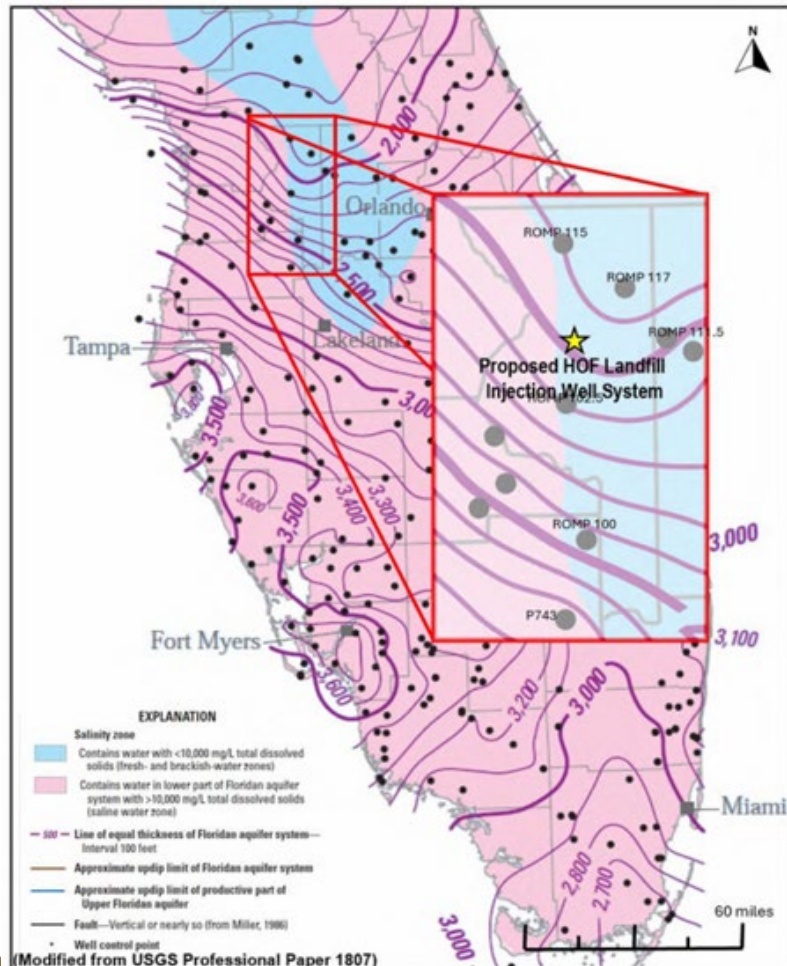 N
2,000
Orlando
2,500
Tampa
Lakeland
3,00
3,600
3,500
3,600
3,500
3,400
3,300
ROMP 115
ROMP 117
ROMP 111.5
Proposed HOF Landfill
Injection Well System
ROMP 100
3,000
P743
3,100
Fort Myers
3,600
3,200
3,000
Miami
2,800
2,700
3,000
60 miles
EXPLANATION
Salinity zone
Contains water with <10,000 mg/L total dissolved
solids (fresh- and brackish-water zones)
Contains water in lower part of Floridan aquifer
system with >10,000 mg/L total dissolved solids
(saline water zone)
500 Line of equal thickness of Floridan aquifer system—
Interval 100 feet
Approximate updip limit of Floridan aquifer system
Approximate updip limit of productive part of
Upper Floridan aquifer
Fault—Vertical or nearly so (from Miller, 1986)
Well control point
(Modified from USGS Professional Paper 1807)